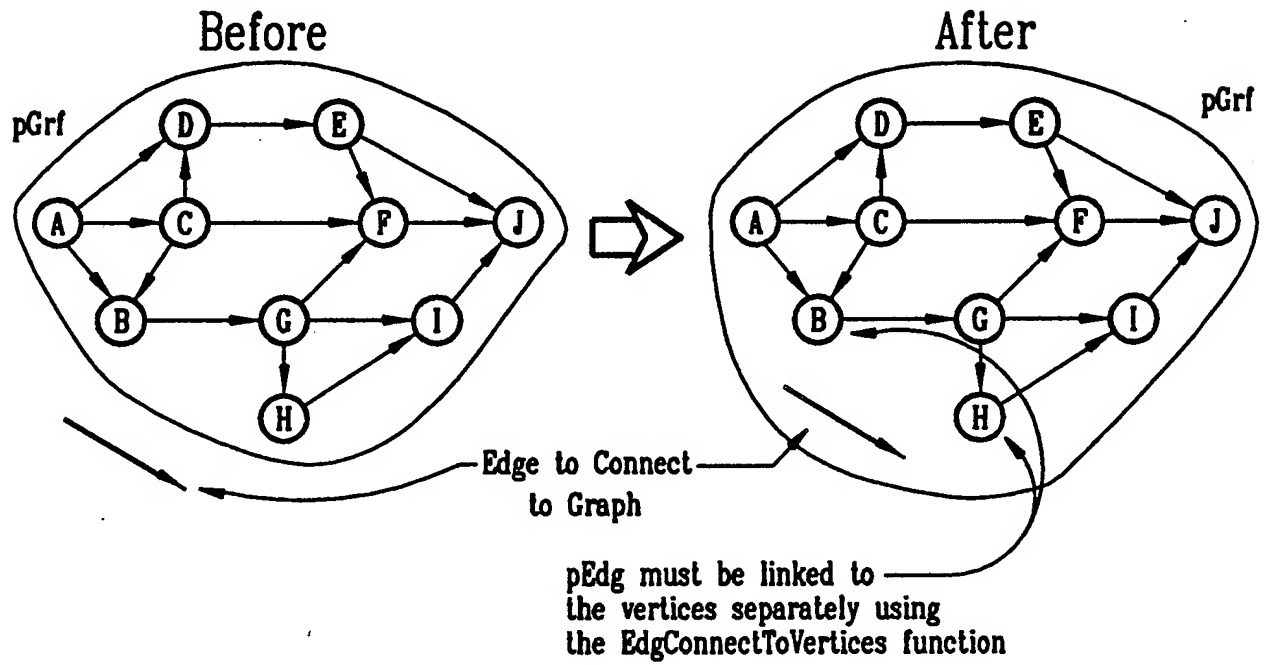 Before
After
pGrf
pGrf
D
E
A
C
F
J
B
G
I
H
D
E
A
C
F
J
B
G
I
H
Edge to Connect
to Graph
pEdg must be linked to
the vertices separately using
the EdgConnectToVertices function